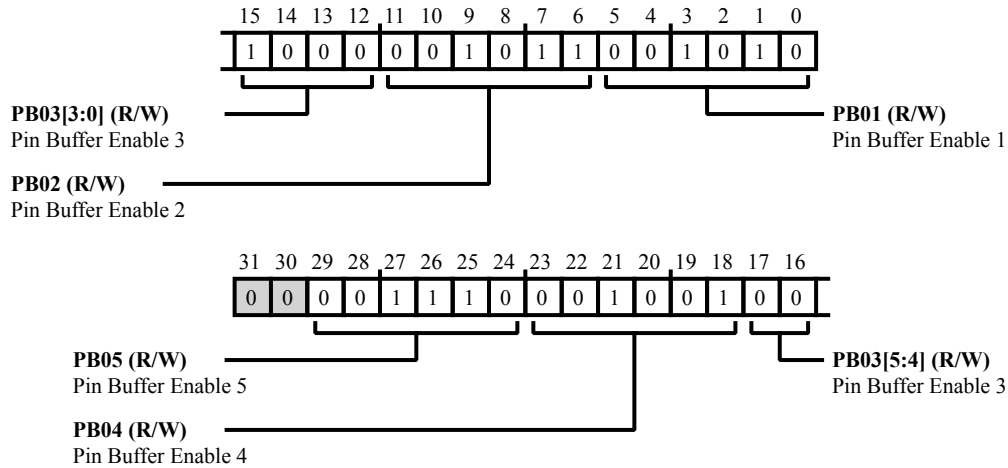 15 14 13 12 11 10 9 8 7 6 5 4 3 2 1 0
1 0 0 0 0 0 1 0 1 1 0 0 1 0 1 0
PB03[3:0] (R/W)
Pin Buffer Enable 3
PB01 (R/W)
Pin Buffer Enable 1
PB02 (R/W)
Pin Buffer Enable 2
31 30 29 28 27 26 25 24 23 22 21 20 19 18 17 16
0 0 0 0 1 1 1 0 0 0 1 0 0 1 0 0
PB05 (R/W)
Pin Buffer Enable 5
PB03[5:4] (R/W)
Pin Buffer Enable 3
PB04 (R/W)
Pin Buffer Enable 4